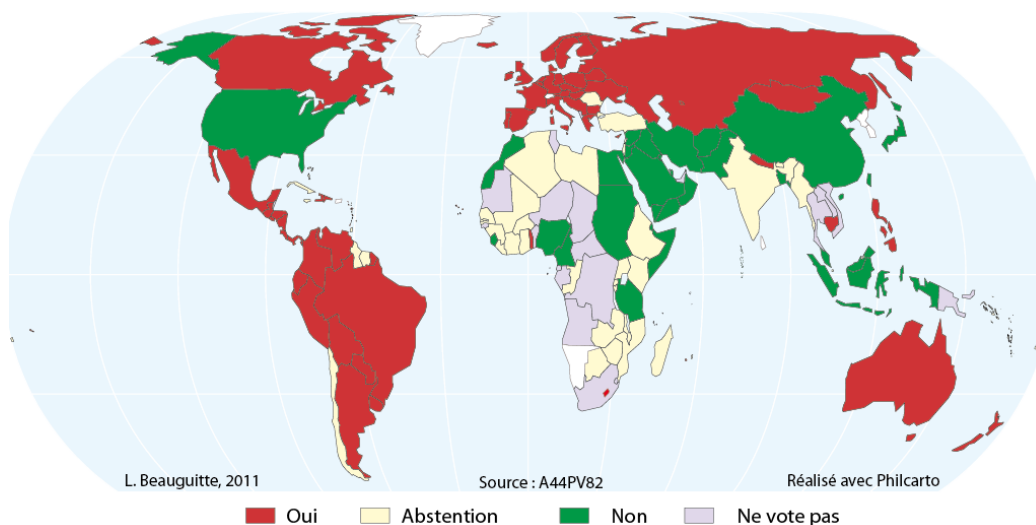 L. Beauguitte, 2011 Source : A44PV82 Réalisé avec Philcarto
Oui Abstention Non Ne vote pas